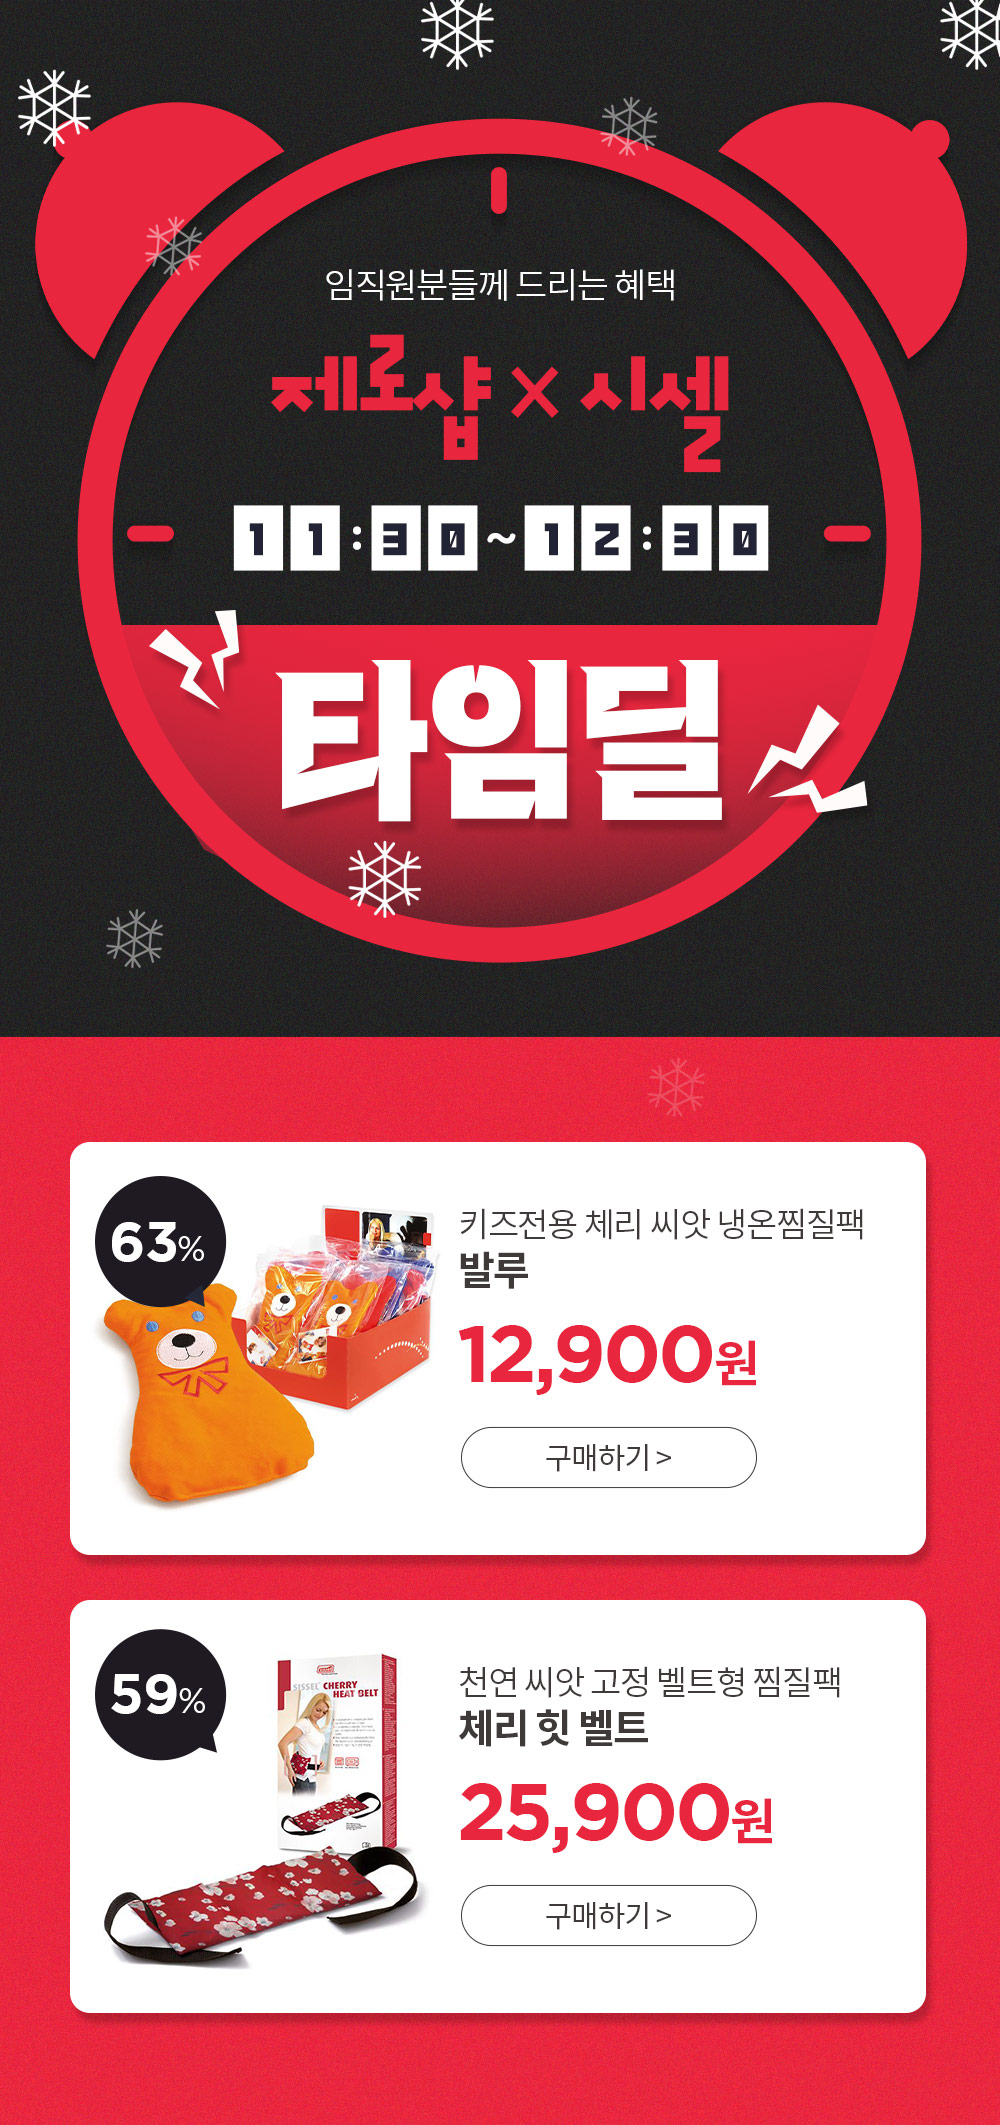 임직원분들께 드리는 혜택
제로샵 x 시셀
11:30~12:30
타임딜
63%
키즈전용 체리 씨앗 냉온찜질팩
발루
12,900원
구매하기 >
59%
SISSEL CHERRY
HEAT BELT
천연 씨앗 고정 벨트형 찜질팩
체리 힛 벨트
25,900원
구매하기 >